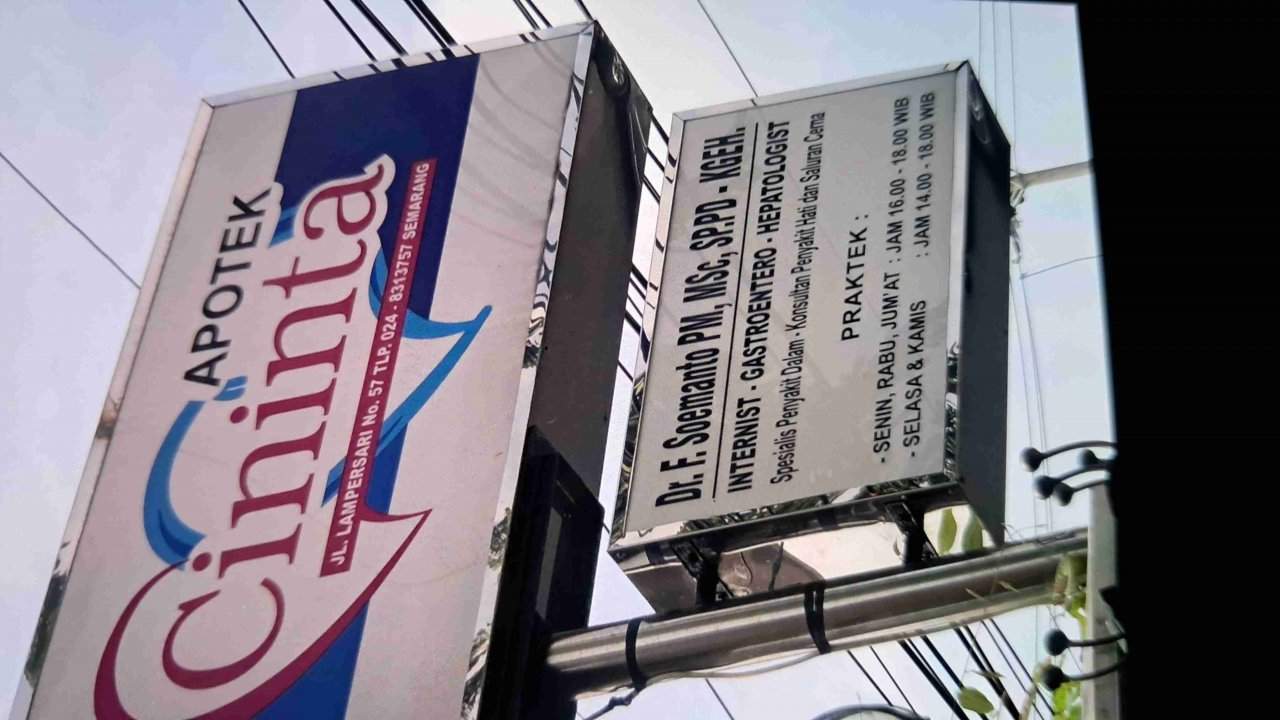 APOTEK
Cininta
JL. LAMPERSARI No. 57 TLP. 024 - 8313757 SEMARANG
Dr. F. Soemanto PM., MSc, SP.PD - KGEH.
INTERNIST - GASTROENTERO - HEPATOLOGIST
Spesialis Penyakit Dalam - Konsultan Penyakit Hati dan Saluran Cerna
PRAKTEK :
- SENIN, RABU, JUM'AT : JAM 16.00 - 18.00 WIB
- SELASA & KAMIS : JAM 14.00 - 18.00 WIB